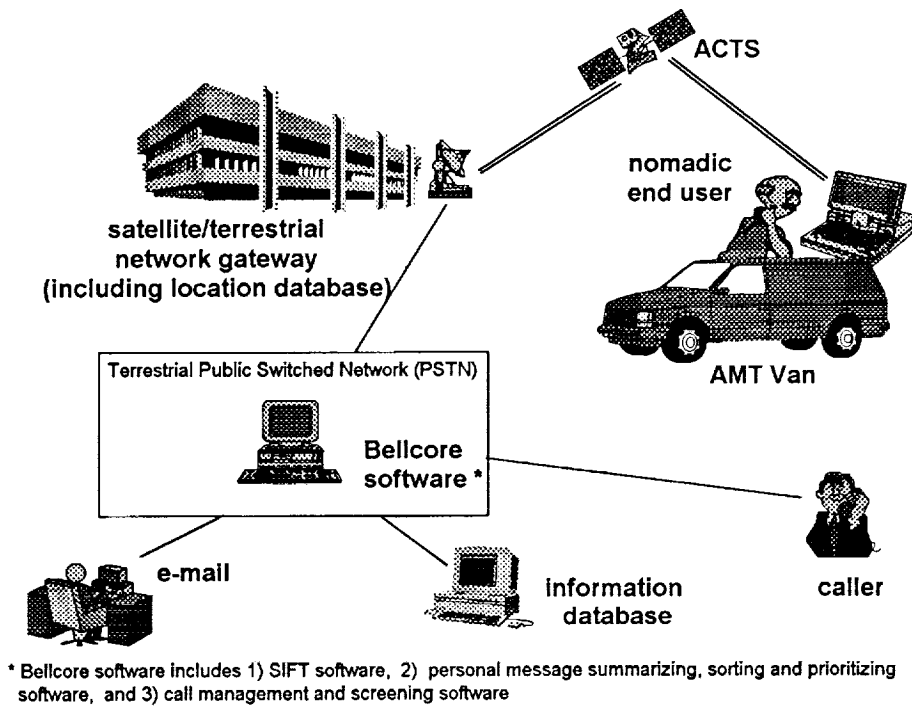 ACTS
nomadic
end user
satellite/terrestrial
network gateway
(including location database)
AMT Van
Terrestrial Public Switched Network (PSTN)
Bellcore
software *
e-mail
information
database
caller
* Bellcore software includes 1) SIFT software, 2) personal message summarizing, sorting and prioritizing
software, and 3) call management and screening software